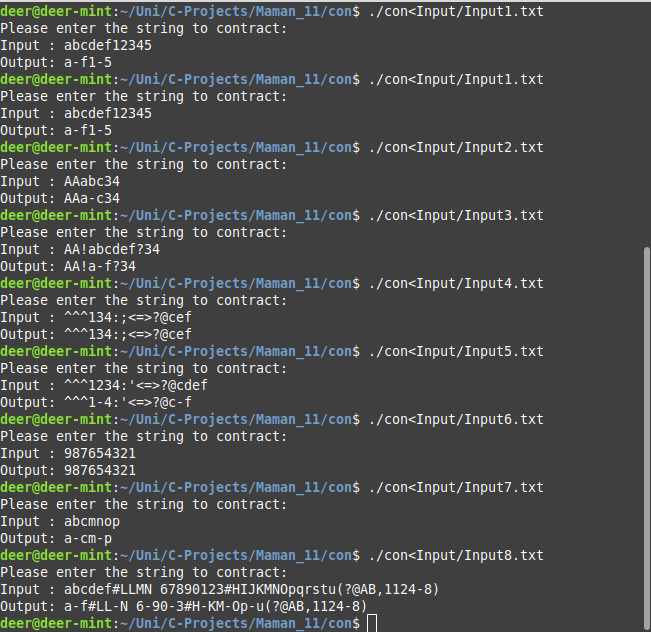 deer@deer-mint:~/Uni/C-Projects/Maman_11/con$ ./con<Input/Input1.txt
Please enter the string to contract:
Input : abcdef12345
Output: a-f1-5
deer@deer-mint:~/Uni/C-Projects/Maman_11/con$ ./con<Input/Input1.txt
Please enter the string to contract:
Input : abcdef12345
Output: a-f1-5
deer@deer-mint:~/Uni/C-Projects/Maman_11/con$ ./con<Input/Input2.txt
Please enter the string to contract:
Input : AAabc34
Output: AAa-c34
deer@deer-mint:~/Uni/C-Projects/Maman_11/con$ ./con<Input/Input3.txt
Please enter the string to contract:
Input : AA!abcdef?34
Output: AA!a-f?34
deer@deer-mint:~/Uni/C-Projects/Maman_11/con$ ./con<Input/Input4.txt
Please enter the string to contract:
Input : ^^^134:;<=>?@cef
Output: ^^^134:;<=>?@cef
deer@deer-mint:~/Uni/C-Projects/Maman_11/con$ ./con<Input/Input5.txt
Please enter the string to contract:
Input : ^^^1234:'<=>?@cdef
Output: ^^^1-4:'<=>?@c-f
deer@deer-mint:~/Uni/C-Projects/Maman_11/con$ ./con<Input/Input6.txt
Please enter the string to contract:
Input : 987654321
Output: 987654321
deer@deer-mint:~/Uni/C-Projects/Maman_11/con$ ./con<Input/Input7.txt
Please enter the string to contract:
Input : abcmnop
Output: a-cm-p
deer@deer-mint:~/Uni/C-Projects/Maman_11/con$ ./con<Input/Input8.txt
Please enter the string to contract:
Input : abcdef#LLMN 67890123#HIJKMNOpqrstu(?@AB,1124-8)
Output: a-f#LL-N 6-90-3#H-KM-Op-u(?@AB,1124-8)
deer@deer-mint:~/Uni/C-Projects/Maman_11/con$